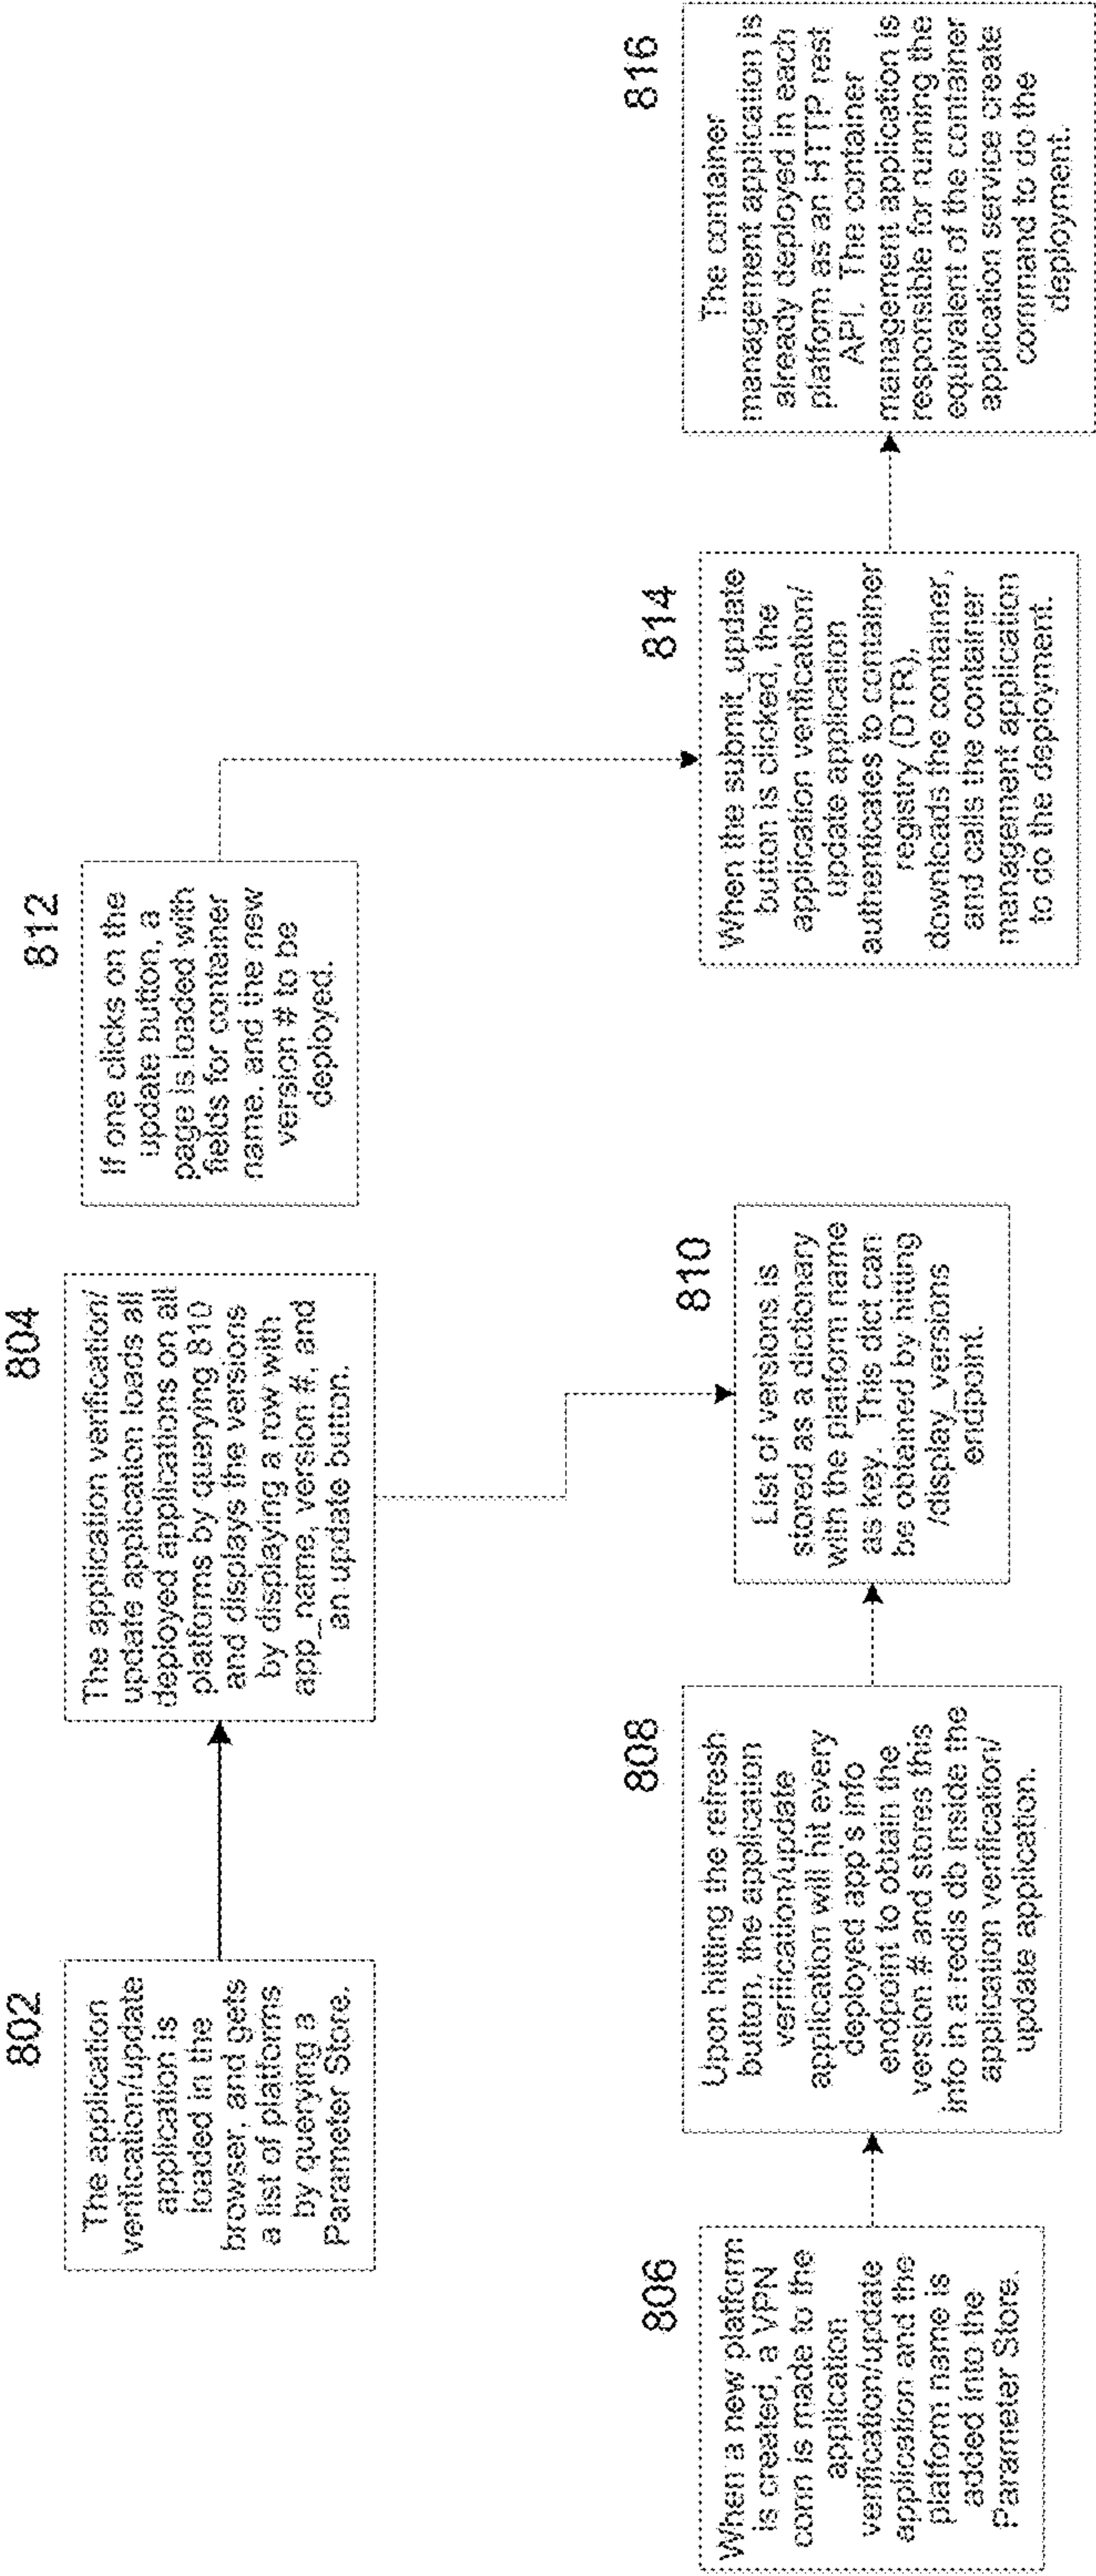 802
The application
verification/update
application is
loaded in the
browser, and gets
a list of platforms
by querying a
Parameter Store.
804
The application verification/
update application loads all
deployed applications on all
platforms by querying 810
and displays the versions
by displaying a row with
app_name, version #, and
an update button.
806
When a new platform
is created, a VPN
conn is made to the
application
verification/update
application and the
platform name is
added into the
Parameter Store.
808
Upon hitting the refresh
button, the application
verification/update
application will hit every
deployed app's info
endpoint to obtain the
version # and stores this
info in a redis db inside the
application verification/
update application.
810
List of versions is
stored as a dictionary
with the platform name
as key. This dict can
be obtained by hitting
/display_versions
endpoint.
812
If one clicks on the
update button, a
page is loaded with
fields for container
name. and the new
version # to be
deployed.
814
When the submit_update
button is clicked, the
application verification/
update application
authenticates to container
registry (DTR),
downloads the container,
and calls the container
management application
to do the deployment.
816
The container
management application is
already deployed in each
platform as an HTTP rest
API. The container
management application is
responsible for running the
equivalent of the container
application service create
command to do the
deployment.